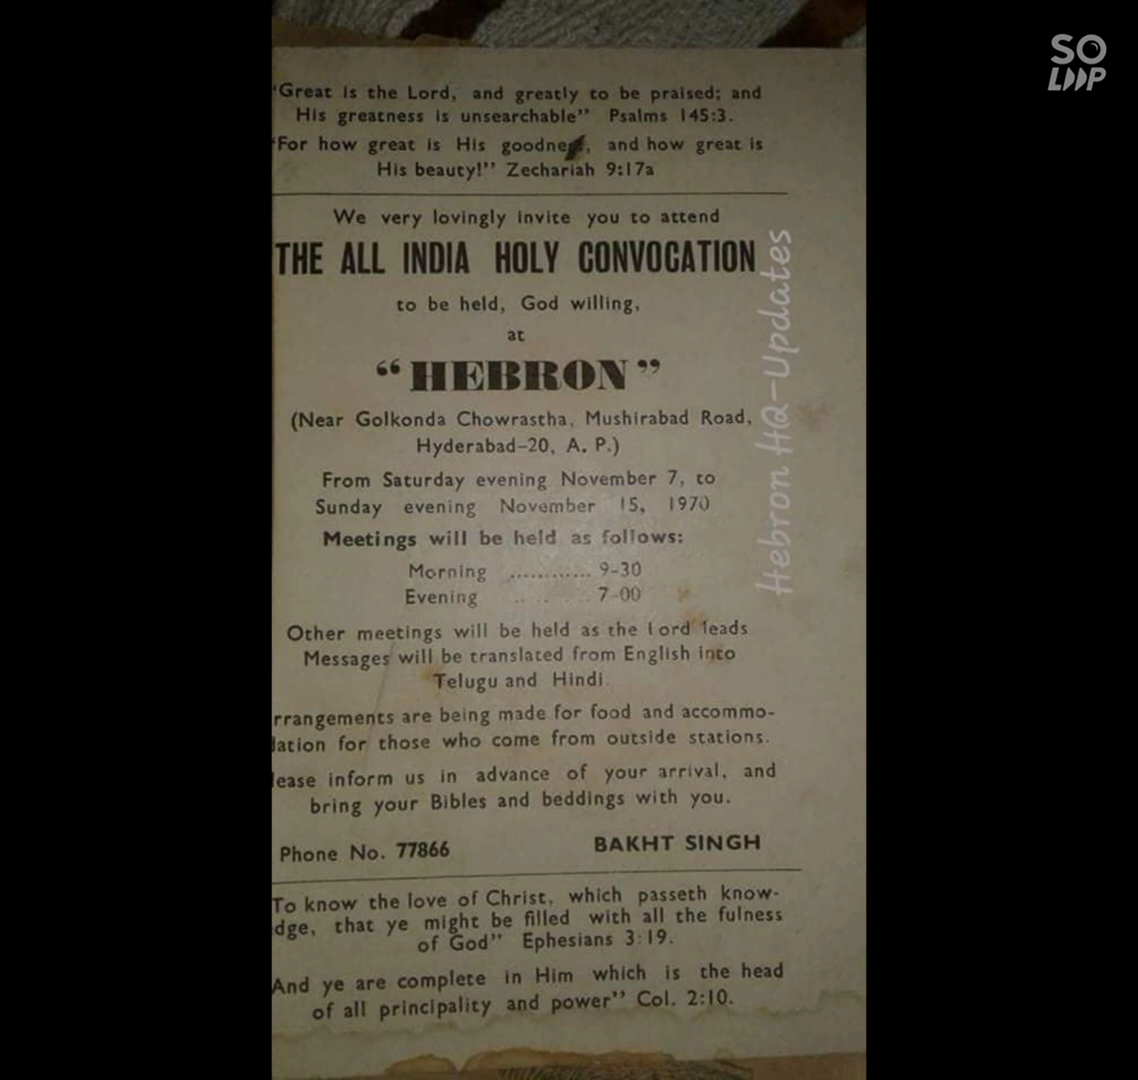 "Great is the Lord, and greatly to be praised; and
His greatness is unsearchable" Psalms 145:3.
"For how great is His goodness, and how great is
His beauty!" Zechariah 9:17a
We very lovingly invite you to attend
THE ALL INDIA HOLY CONVOCATION
to be held, God willing,
at
"HEBRON"
(Near Golkonda Chowrastha, Mushirabad Road,
Hyderabad-20, A. P.)
From Saturday evening November 7, to
Sunday evening November 15, 1970
Meetings will be held as follows:
Morning ............ 9-30
Evening .. .. ... 7-00
Other meetings will be held as the Lord leads
Messages will be translated from English into
Telugu and Hindi
rrangements are being made for food and accommo-
dation for those who come from outside stations.
lease inform us in advance of your arrival, and
bring your Bibles and beddings with you.
Phone No. 77866 BAKHT SINGH
To know the love of Christ, which passeth know-
dge, that ye might be filled with all the fulness
of God" Ephesians 3:19.
And ye are complete in Him which is the head
of all principality and power" Col. 2:10.
Hebron HQ-Updates
SO
LOOP